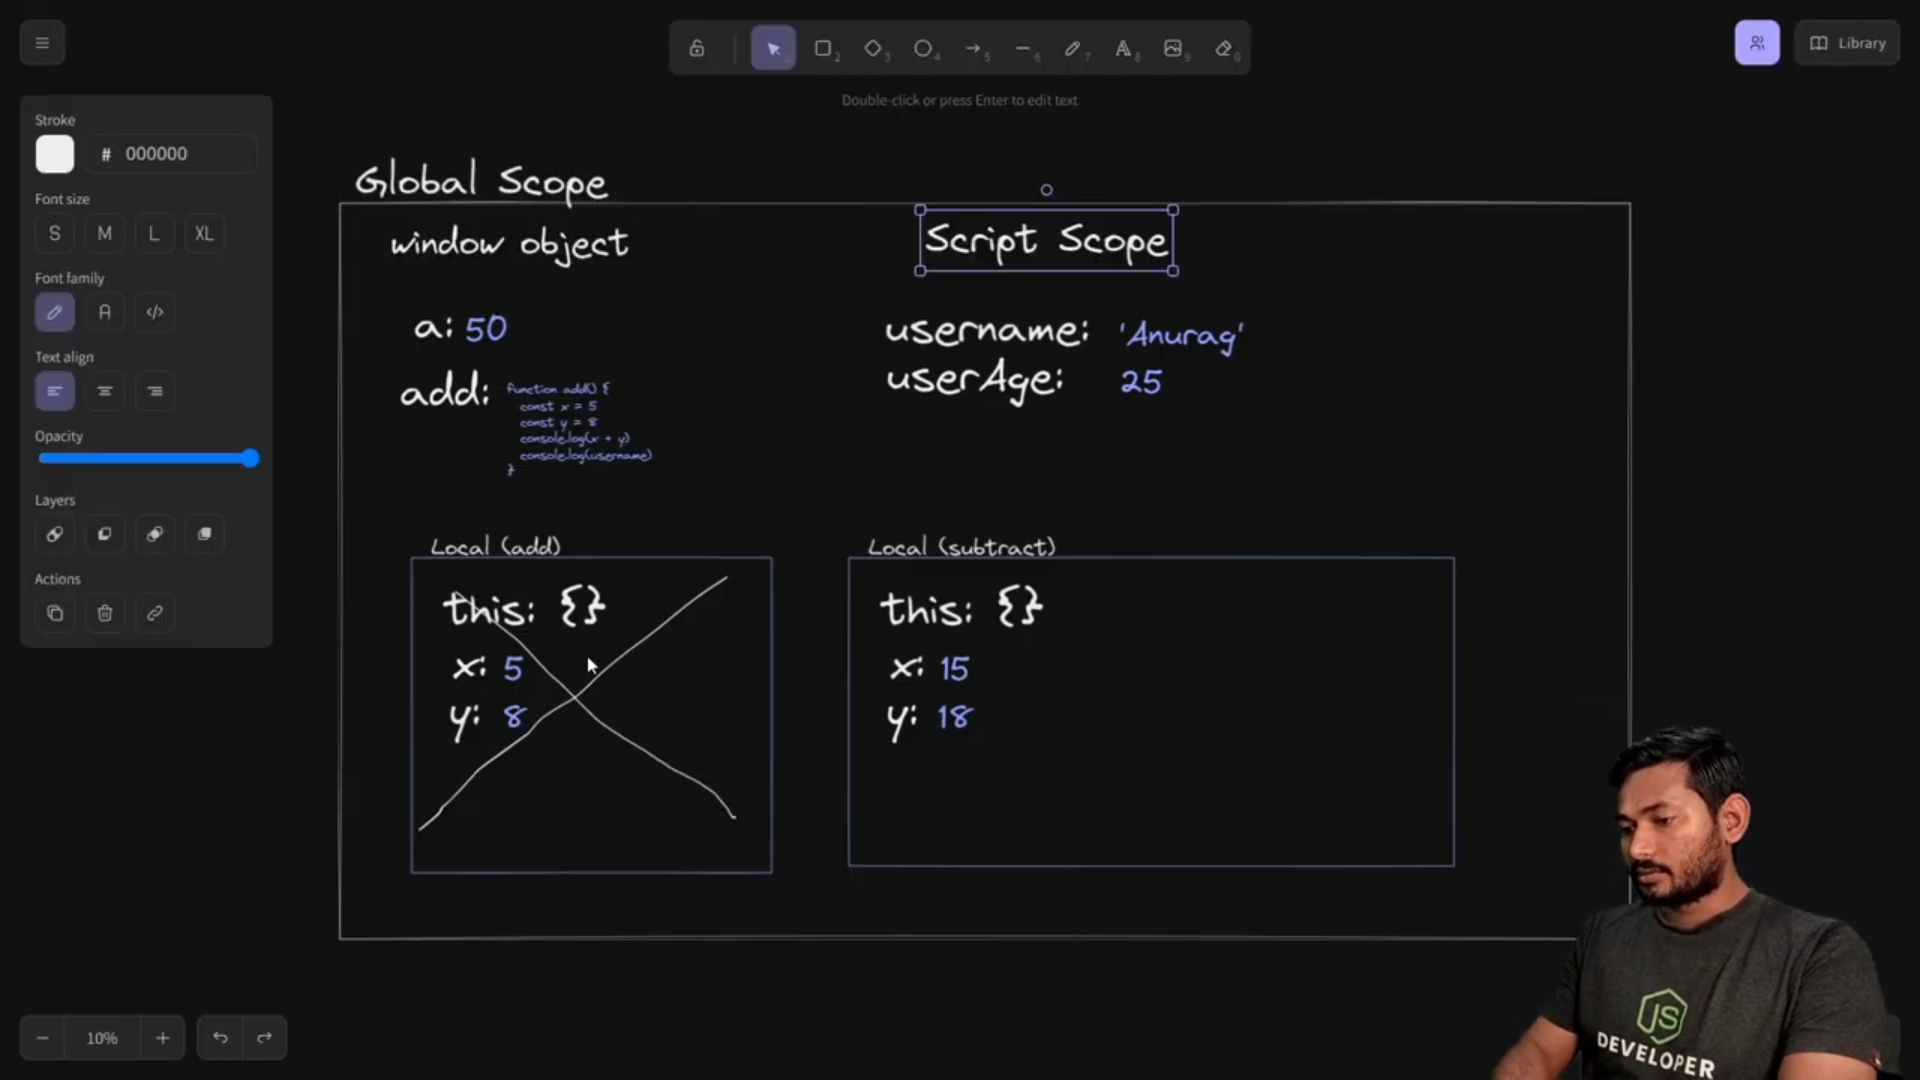 Double-click or press Enter to edit text
Library
Stroke
# 000000
Font size
S M L XL
Font family
A </>
Text align
Opacity
Layers
Actions
10%
Global Scope
window object
a: 50
add: function add() {
const x = 5
const y = 8
console.log(x + y)
console.log(username)
}
Script Scope
username: 'Anurag'
userAge: 25
Local (add)
this: {}
x: 5
y: 8
Local (subtract)
this: {}
x: 15
y: 18
JS
DEVELOPER